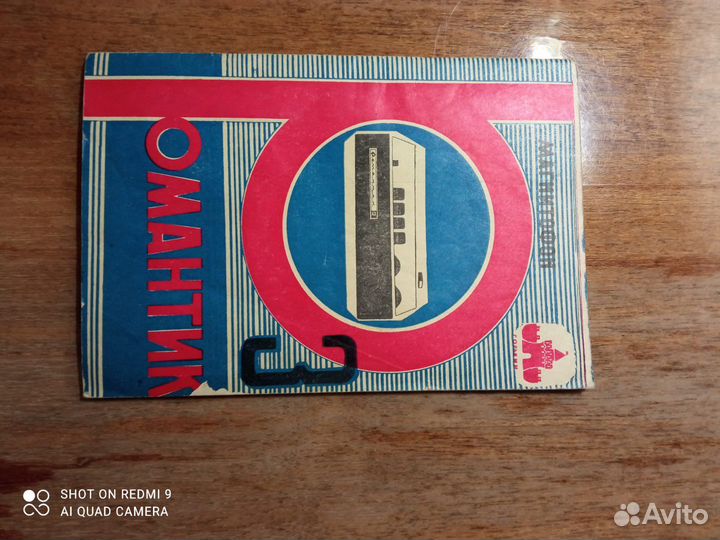 МАГНИТОФОН
РОМАНТИК
3
SHOT ON REDMI 9
AI QUAD CAMERA
Avito